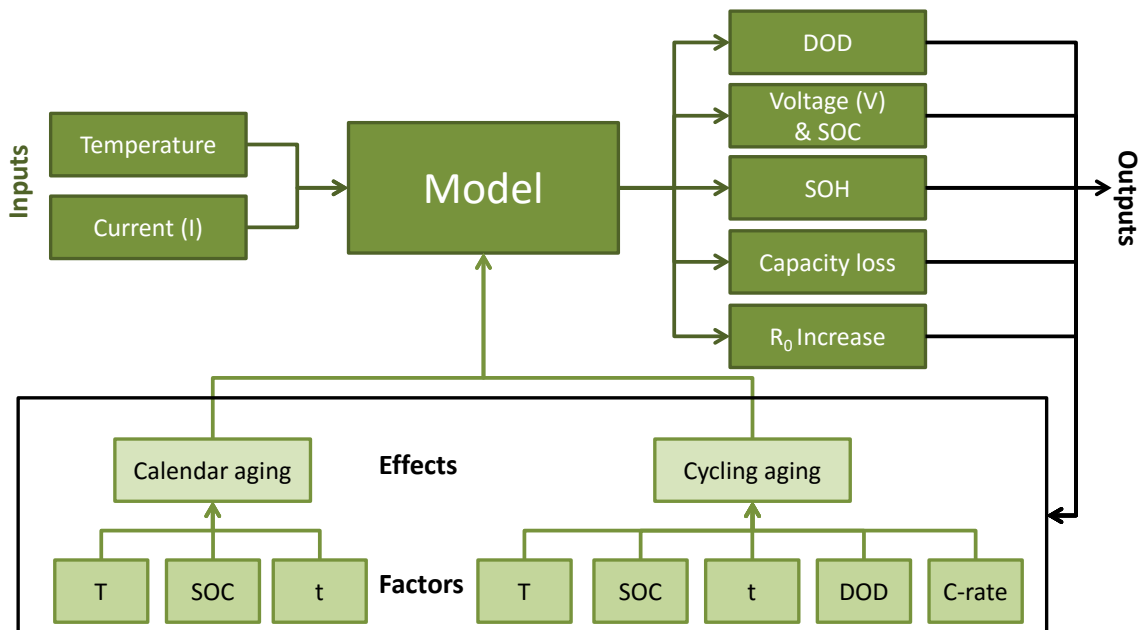 DOD
Voltage (V)
& SOC
Inputs
Temperature
Model
SOH
Outputs
Current (I)
Capacity loss
R₀ Increase
Calendar aging
Effects
Cycling aging
T
SOC
t
Factors
T
SOC
t
DOD
C-rate